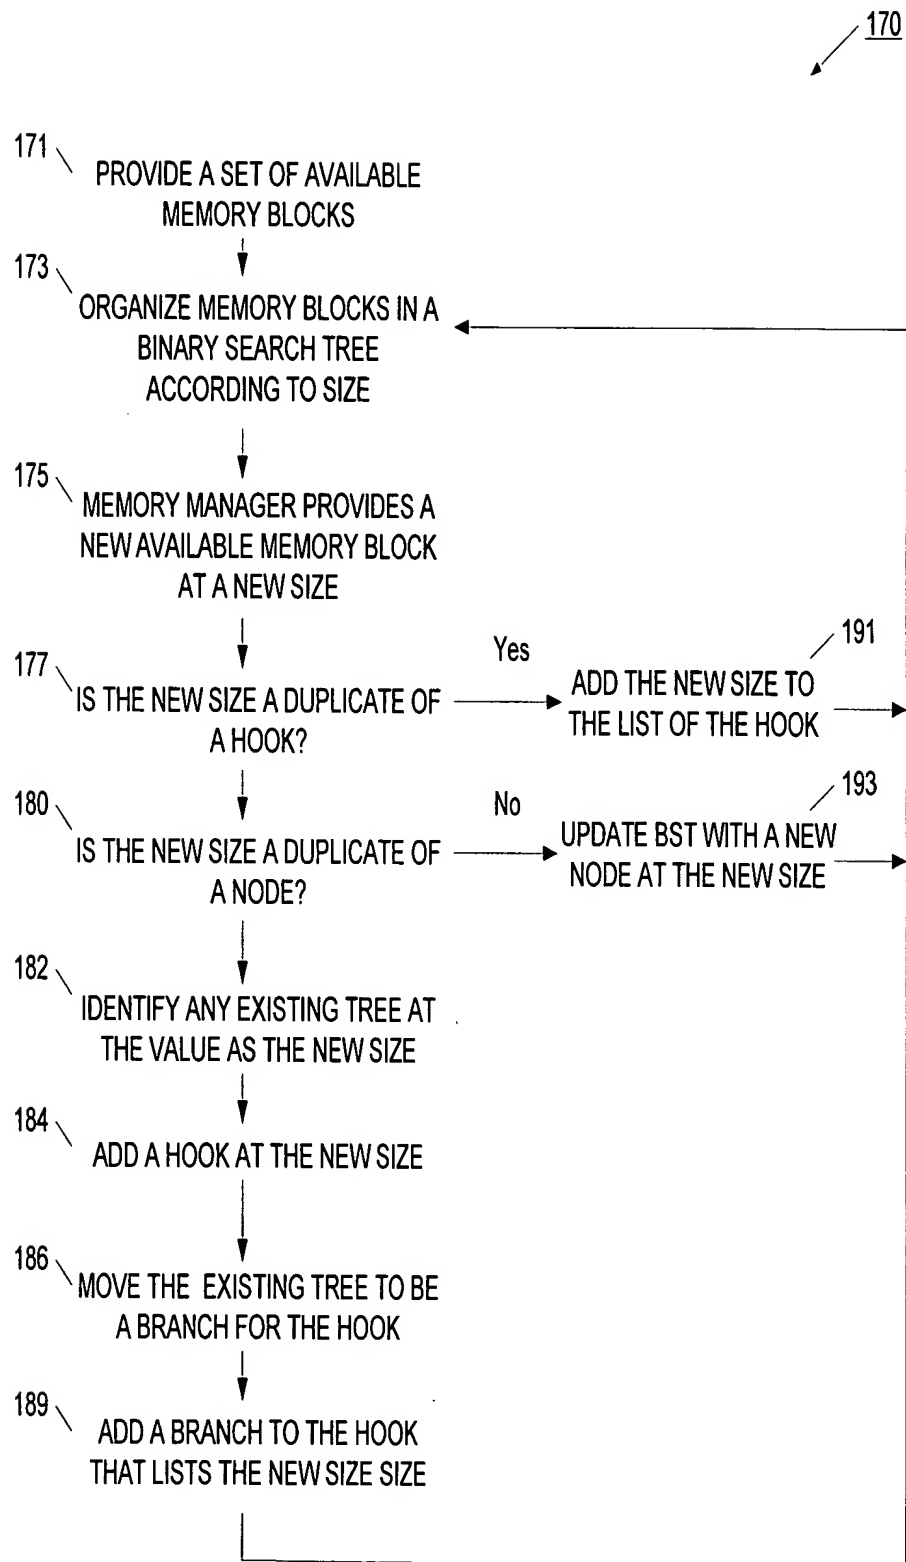 170
171
PROVIDE A SET OF AVAILABLE
MEMORY BLOCKS
173
ORGANIZE MEMORY BLOCKS IN A
BINARY SEARCH TREE
ACCORDING TO SIZE
175
MEMORY MANAGER PROVIDES A
NEW AVAILABLE MEMORY BLOCK
AT A NEW SIZE
177
IS THE NEW SIZE A DUPLICATE OF
A HOOK?
Yes
191
ADD THE NEW SIZE TO
THE LIST OF THE HOOK
180
IS THE NEW SIZE A DUPLICATE OF
A NODE?
No
193
UPDATE BST WITH A NEW
NODE AT THE NEW SIZE
182
IDENTIFY ANY EXISTING TREE AT
THE VALUE AS THE NEW SIZE
184
ADD A HOOK AT THE NEW SIZE
186
MOVE THE EXISTING TREE TO BE
A BRANCH FOR THE HOOK
189
ADD A BRANCH TO THE HOOK
THAT LISTS THE NEW SIZE SIZE